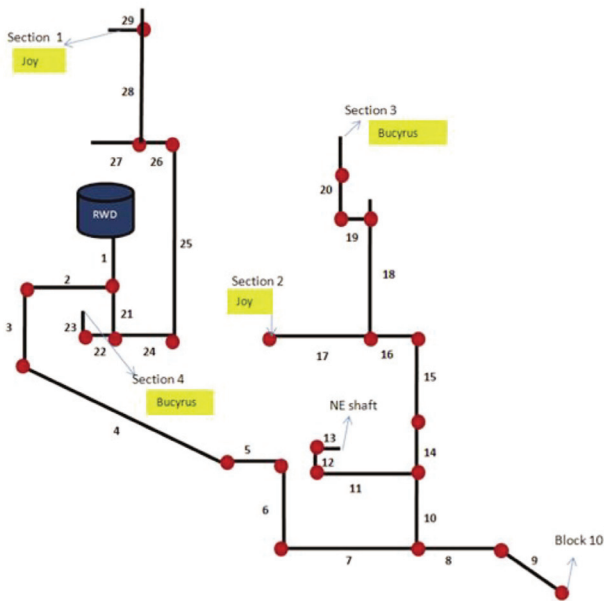 29
Section 1
Joy
28
27
26
Section 3
Bucyrus
20
19
RWD
25
1
18
2
Section 2
Joy
21
3
23
22
24
17
16
Section 4
Bucyrus
15
NE shaft
4
13
12
14
5
11
6
10
7
8
9
Block 10